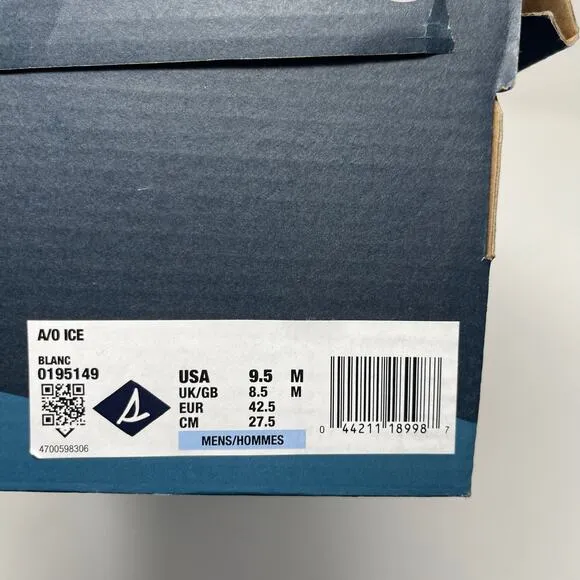 A/O ICE
BLANC
0195149
4700598306
USA 9.5 M
UK/GB 8.5 M
EUR 42.5
CM 27.5
MENS/HOMMES
0 44211 18998 7